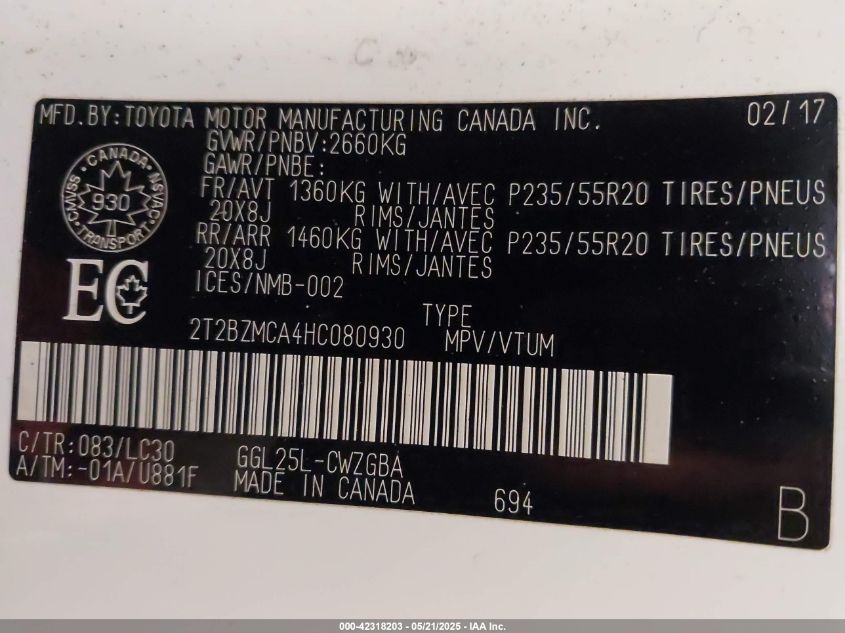 MFD.BY:TOYOTA MOTOR MANUFACTURING CANADA INC. 02/17
GVWR/PNBV:2660KG
GAWR/PNBE:
FR/AVT 1360KG WITH/AVEC P235/55R20 TIRES/PNEUS
20X8J RIMS/JANTES
RR/ARR 1460KG WITH/AVEC P235/55R20 TIRES/PNEUS
20X8J RIMS/JANTES
ICES/NMB-002
CANADA
CMVSS NSVAC
930
TRANSPORT
EC
TYPE
2T2BZMCA4HC080930 MPV/VTUM
C/TR:083/LC30 GGL25L-CWZGBA
A/TM:-01A/U881F MADE IN CANADA 694
B
000-42318203 - 05/21/2025 - IAA Inc.